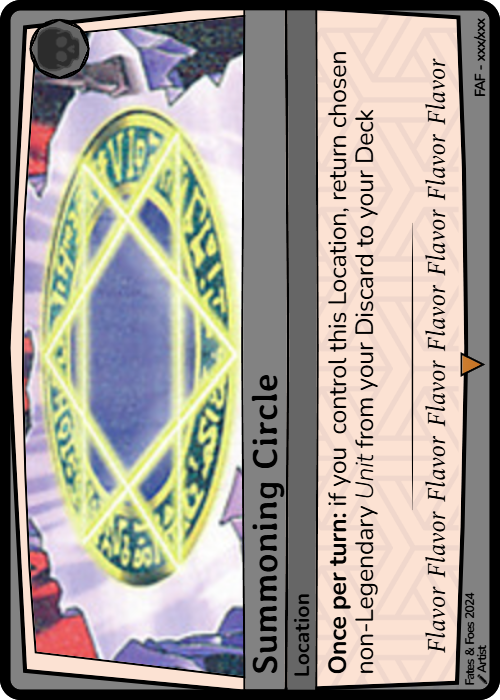 Summoning Circle
Location
Once per turn: if you  control this Location, return chosen
non-Legendary Unit from your Discard to your Deck
Flavor Flavor Flavor Flavor Flavor Flavor Flavor Flavor
Fates & Foes 2024
Artist
FAF - xxx/xxx